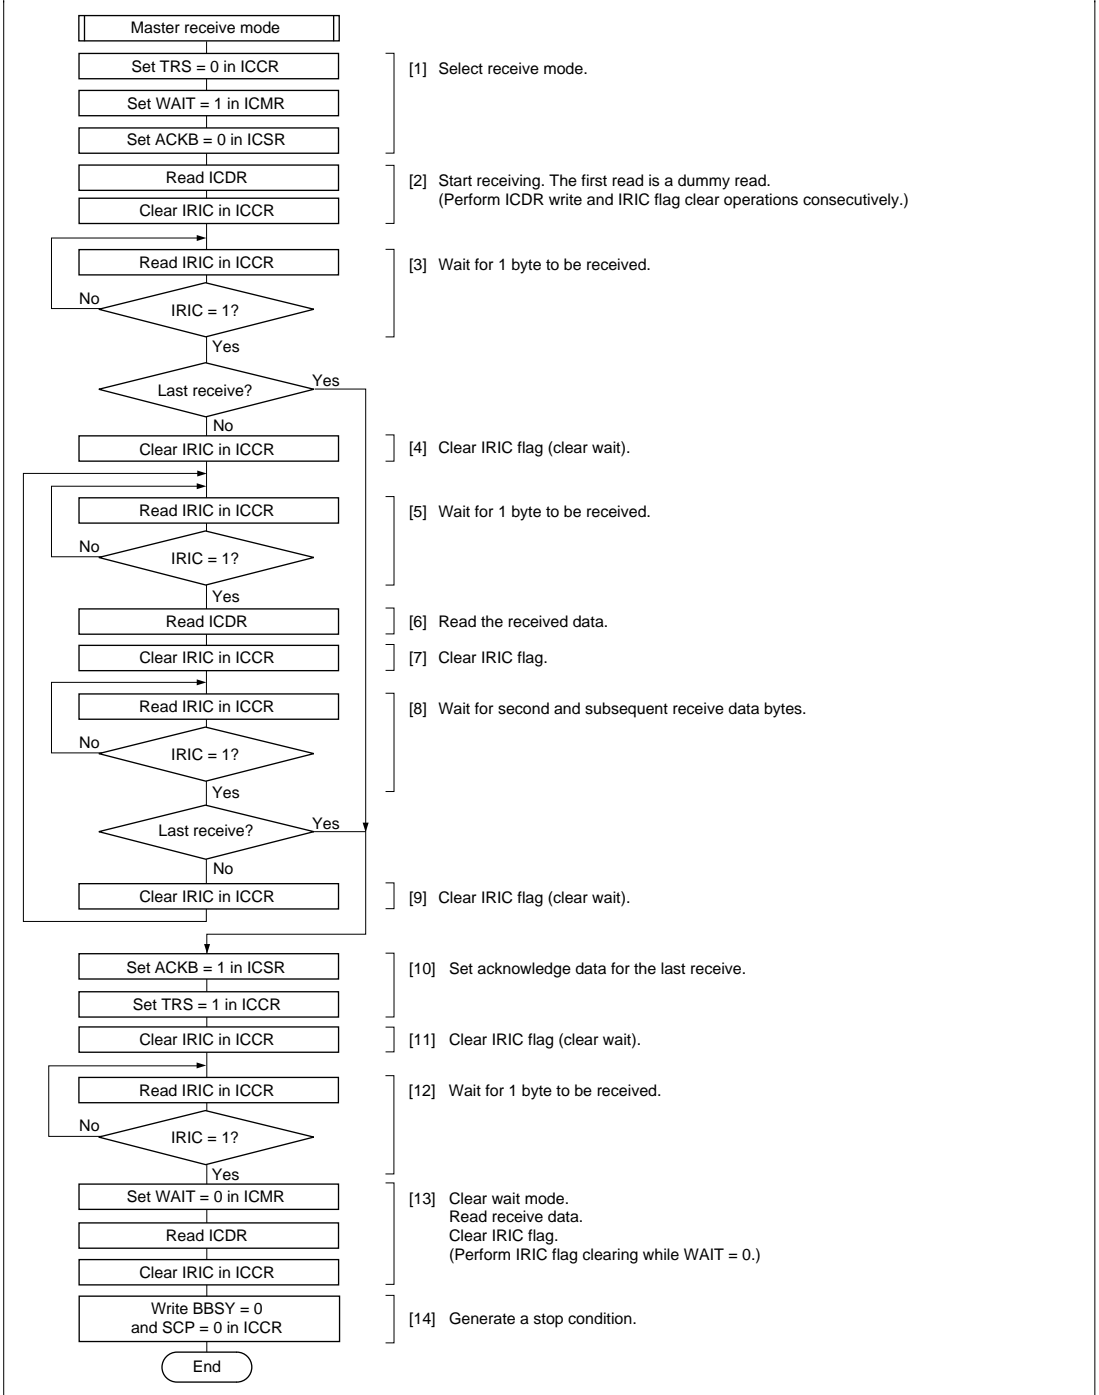 Master receive mode
Set TRS = 0 in ICCR
[1] Select receive mode.
Set WAIT = 1 in ICMR
Set ACKB = 0 in ICSR
Read ICDR
[2] Start receiving. The first read is a dummy read.
(Perform ICDR write and IRIC flag clear operations consecutively.)
Clear IRIC in ICCR
Read IRIC in ICCR
[3] Wait for 1 byte to be received.
No
IRIC = 1?
Yes
Last receive?
Yes
No
Clear IRIC in ICCR
[4] Clear IRIC flag (clear wait).
Read IRIC in ICCR
[5] Wait for 1 byte to be received.
No
IRIC = 1?
Yes
Read ICDR
[6] Read the received data.
Clear IRIC in ICCR
[7] Clear IRIC flag.
Read IRIC in ICCR
[8] Wait for second and subsequent receive data bytes.
No
IRIC = 1?
Yes
Last receive?
Yes
No
Clear IRIC in ICCR
[9] Clear IRIC flag (clear wait).
Set ACKB = 1 in ICSR
[10] Set acknowledge data for the last receive.
Set TRS = 1 in ICCR
Clear IRIC in ICCR
[11] Clear IRIC flag (clear wait).
Read IRIC in ICCR
[12] Wait for 1 byte to be received.
No
IRIC = 1?
Yes
Set WAIT = 0 in ICMR
[13] Clear wait mode.
Read receive data.
Read ICDR
Clear IRIC flag.
(Perform IRIC flag clearing while WAIT = 0.)
Clear IRIC in ICCR
Write BBSY = 0
and SCP = 0 in ICCR
[14] Generate a stop condition.
End